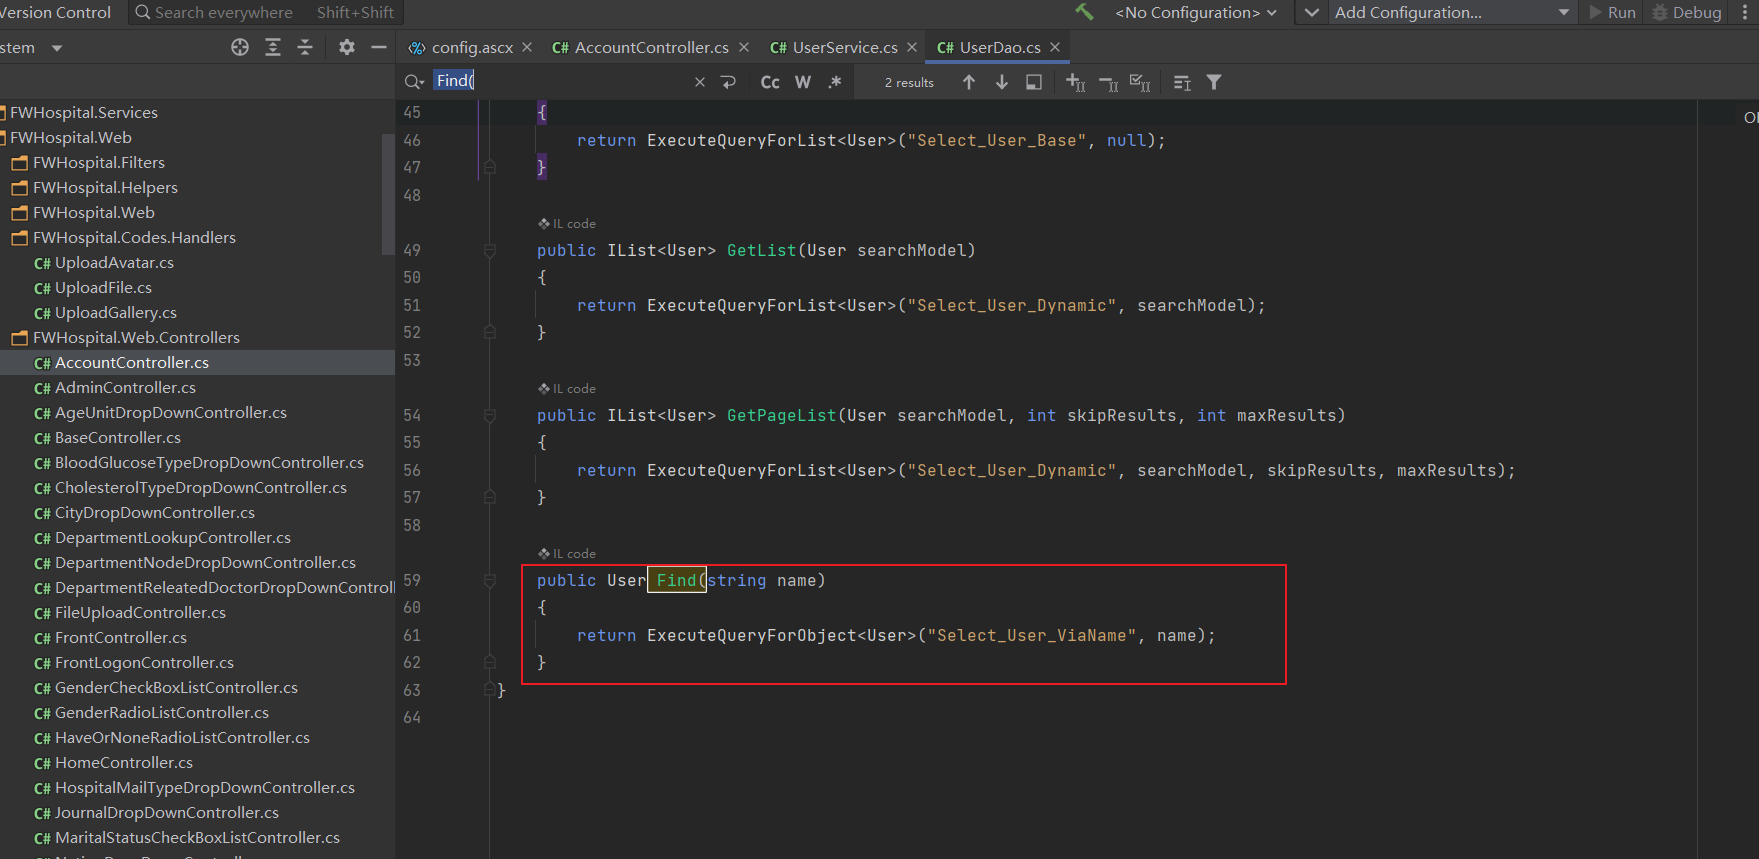 Version Control
Search everywhere Shift+Shift
<No Configuration>
Add Configuration...
Run
Debug
stem
config.ascx
C# AccountController.cs
C# UserService.cs
C# UserDao.cs
Find(
Cc W .*
2 results
FWHospital.Services
FWHospital.Web
FWHospital.Filters
FWHospital.Helpers
FWHospital.Web
FWHospital.Codes.Handlers
C# UploadAvatar.cs
C# UploadFile.cs
C# UploadGallery.cs
FWHospital.Web.Controllers
C# AccountController.cs
C# AdminController.cs
C# AgeUnitDropDownController.cs
C# BaseController.cs
C# BloodGlucoseTypeDropDownController.cs
C# CholesterolTypeDropDownController.cs
C# CityDropDownController.cs
C# DepartmentLookupController.cs
C# DepartmentNodeDropDownController.cs
C# DepartmentReleatedDoctorDropDownControll
C# FileUploadController.cs
C# FrontController.cs
C# FrontLogonController.cs
C# GenderCheckBoxListController.cs
C# GenderRadioListController.cs
C# HaveOrNoneRadioListController.cs
C# HomeController.cs
C# HospitalMailTypeDropDownController.cs
C# JournalDropDownController.cs
C# MaritalStatusCheckBoxListController.cs
45 {
46 return ExecuteQueryForList<User>("Select_User_Base", null);
47 }
48
IL code
49 public IList<User> GetList(User searchModel)
50 {
51 return ExecuteQueryForList<User>("Select_User_Dynamic", searchModel);
52 }
53
IL code
54 public IList<User> GetPageList(User searchModel, int skipResults, int maxResults)
55 {
56 return ExecuteQueryForList<User>("Select_User_Dynamic", searchModel, skipResults, maxResults);
57 }
58
IL code
59 public User Find(string name)
60 {
61 return ExecuteQueryForObject<User>("Select_User_ViaName", name);
62 }
63 }
64